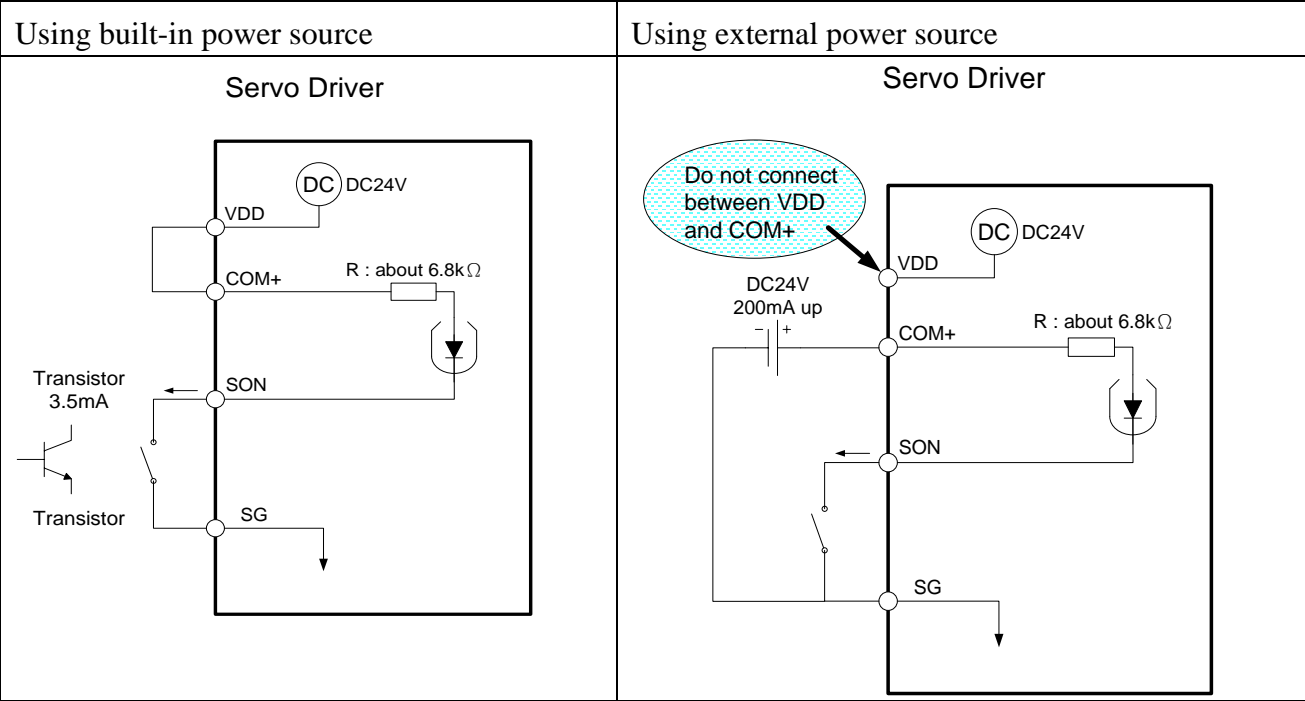 Using built-in power source
Servo Driver
DC
DC24V
VDD
COM+
R : about 6.8kΩ
Transistor
3.5mA
SON
Transistor
SG
Using external power source
Servo Driver
Do not connect
between VDD
and COM+
DC
DC24V
VDD
DC24V
200mA up
− +
COM+
R : about 6.8kΩ
SON
SG